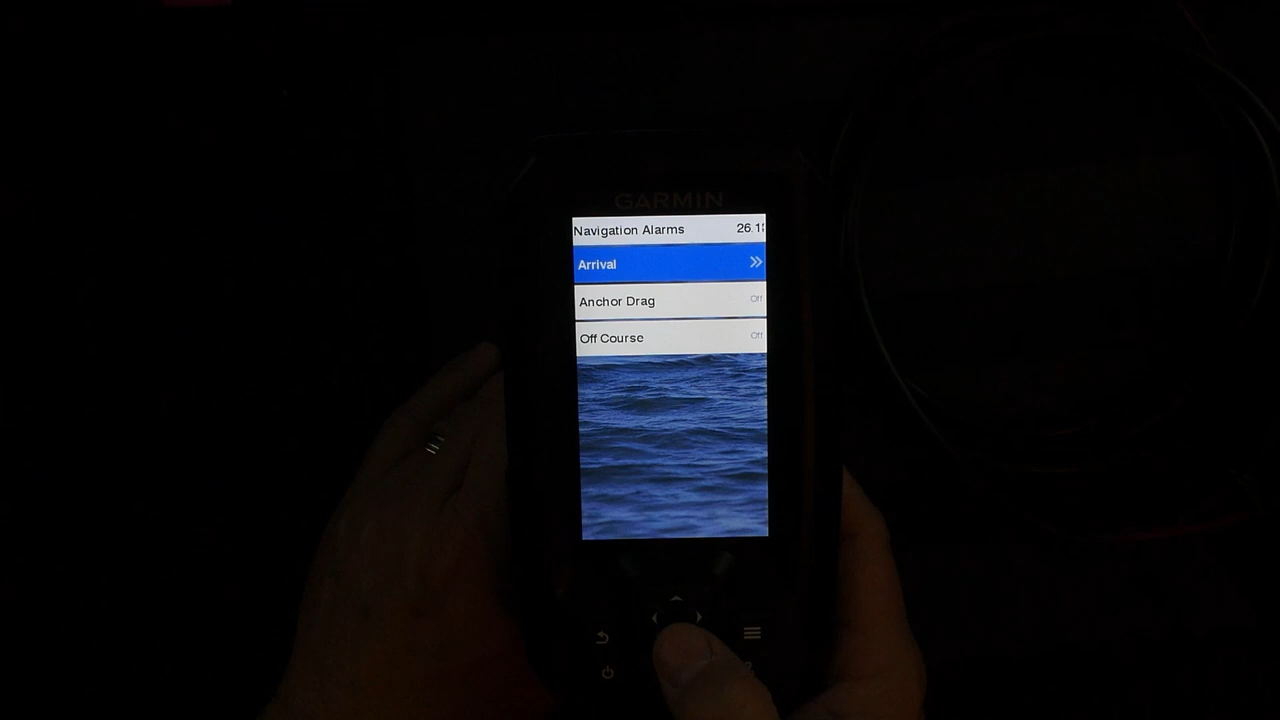 GARMIN
Navigation Alarms
Arrival
Anchor Drag Off
Off Course Off